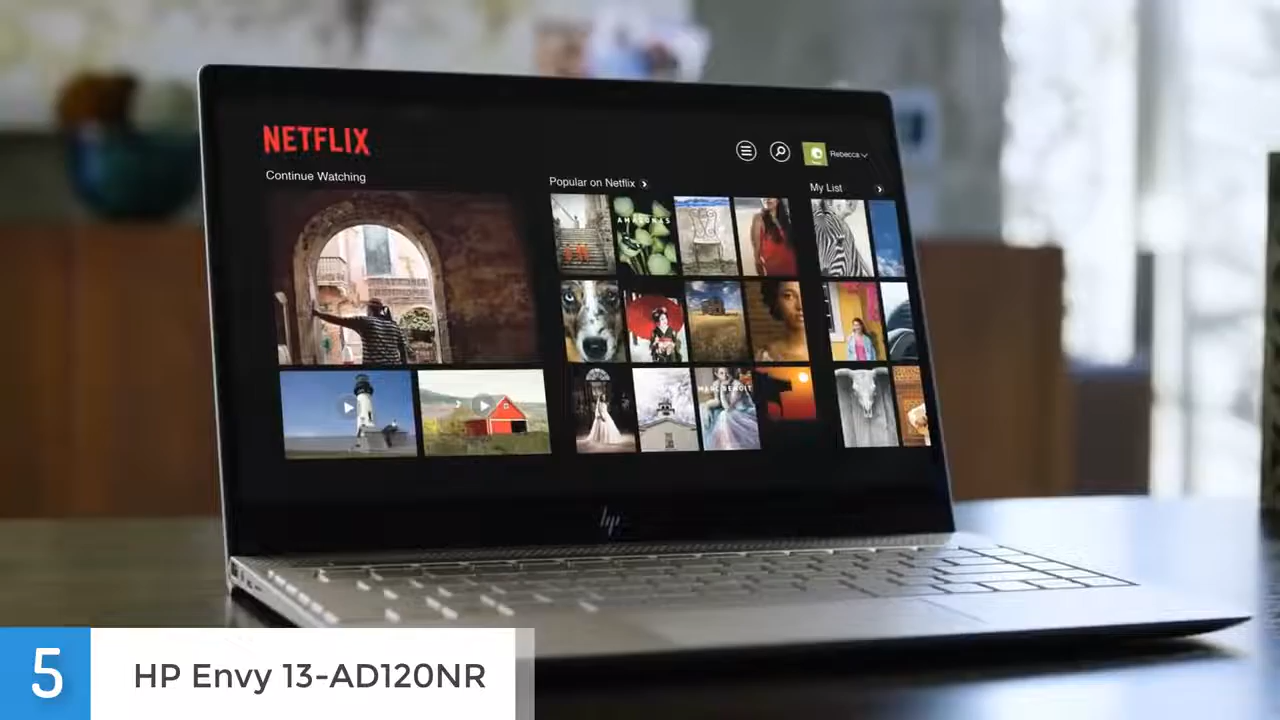 NETFLIX
Rebecca
Continue Watching
Popular on Netflix
My List
AMAZONAS
MARC BENOIT
hp
5
HP Envy 13-AD120NR